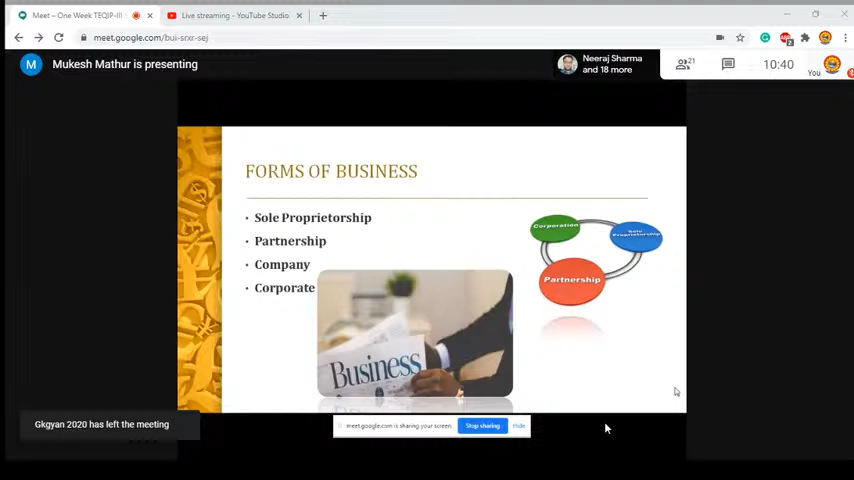 Meet – One Week TEQIP-III
Live streaming - YouTube Studio
meet.google.com/bui-srxr-sej
Mukesh Mathur is presenting
Neeraj Sharma
and 18 more
21
10:40
You
FORMS OF BUSINESS
• Sole Proprietorship
• Partnership
• Company
• Corporate
Corporation
Sole
Proprietorship
Partnership
Business
Gkgyan 2020 has left the meeting
meet.google.com is sharing your screen.
Stop sharing
Hide